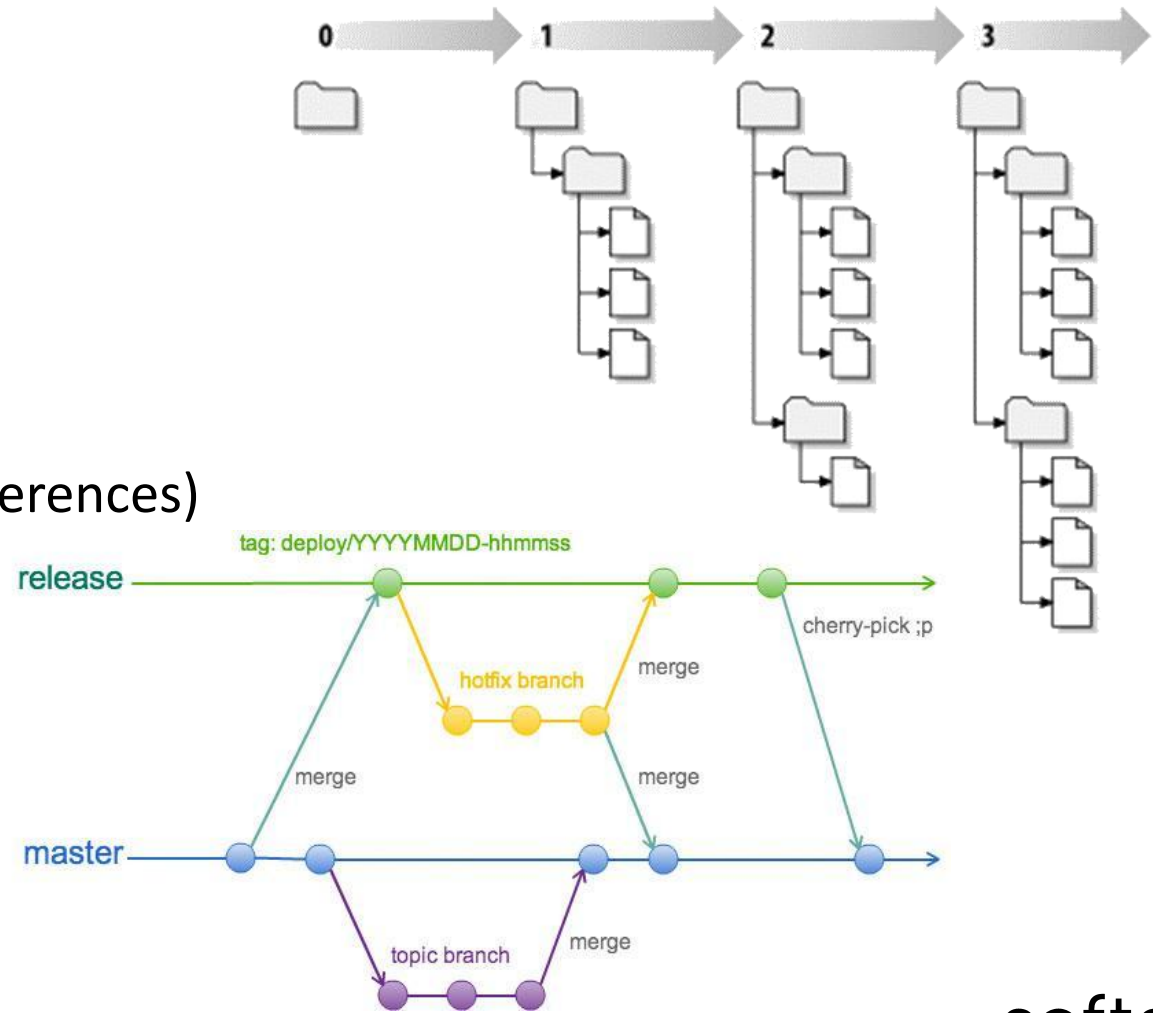 0 1 2 3
erences)
tag: deploy/YYYYMMDD-hhmmss
release
cherry-pick ;p
merge
hotfix branch
merge
merge
master
merge
topic branch